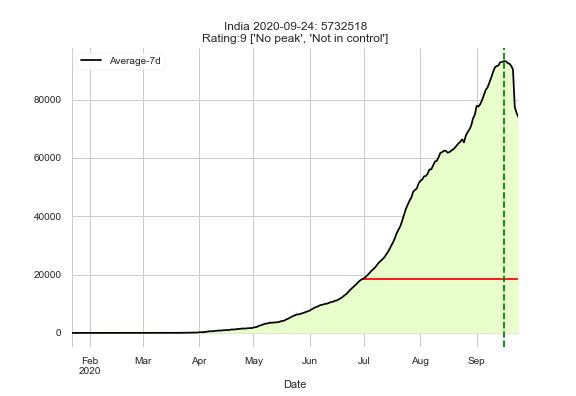 India 2020-09-24: 5732518
Rating:9 ['No peak', 'Not in control']
Average-7d
80000
60000
40000
20000
0
Feb Mar Apr May Jun Jul Aug Sep
2020
Date